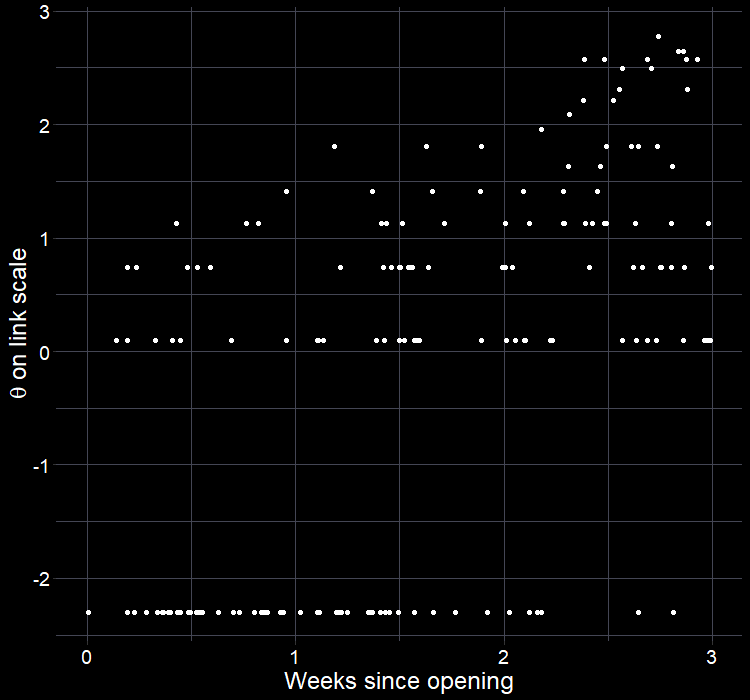 3
2
1
0
-1
-2
θ on link scale
0 1 2 3
Weeks since opening